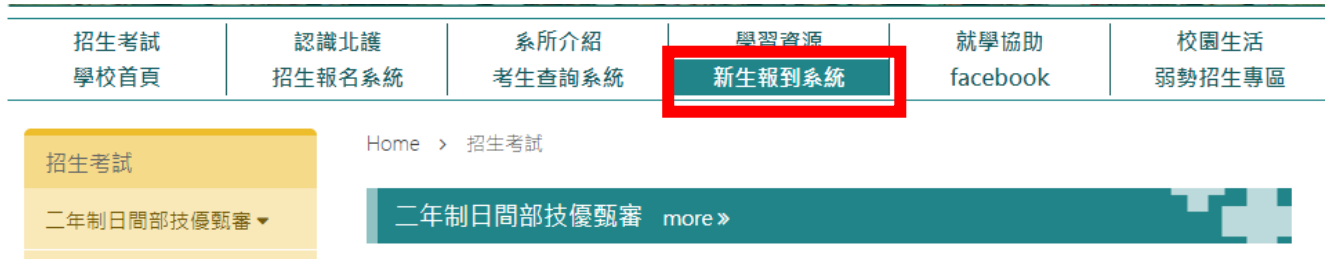 招生考試 認識北護 系所介紹 學習資源 就學協助 校園生活
學校首頁 招生報名系統 考生查詢系統 新生報到系統 facebook 弱勢招生專區
Home > 招生考試
招生考試
二年制日間部技優甄審▼
二年制日間部技優甄審 more »